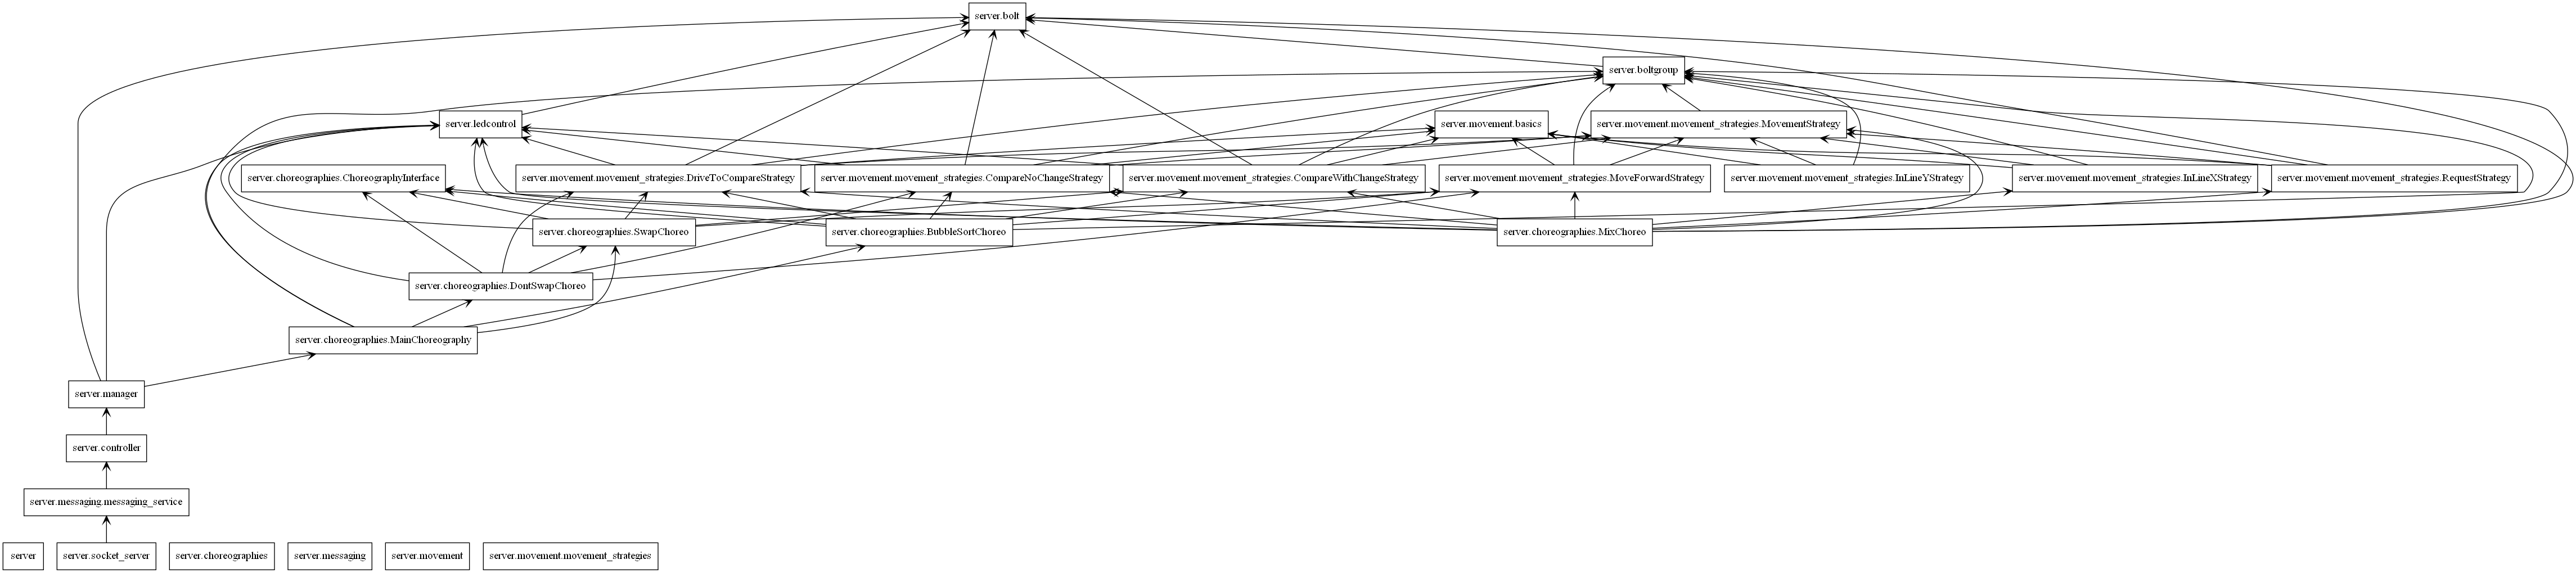 server.bolt
server.boltgroup
server.ledcontrol
server.movement.basics
server.movement.movement_strategies.MovementStrategy
server.choreographies.ChoreographyInterface
server.movement.movement_strategies.DriveToCompareStrategy
server.movement.movement_strategies.CompareNoChangeStrategy
server.movement.movement_strategies.CompareWithChangeStrategy
server.movement.movement_strategies.MoveForwardStrategy
server.movement.movement_strategies.InLineYStrategy
server.movement.movement_strategies.InLineXStrategy
server.movement.movement_strategies.RequestStrategy
server.choreographies.SwapChoreo
server.choreographies.BubbleSortChoreo
server.choreographies.MixChoreo
server.choreographies.DontSwapChoreo
server.choreographies.MainChoreography
server.manager
server.controller
server.messaging.messaging_service
server
server.socket_server
server.choreographies
server.messaging
server.movement
server.movement.movement_strategies